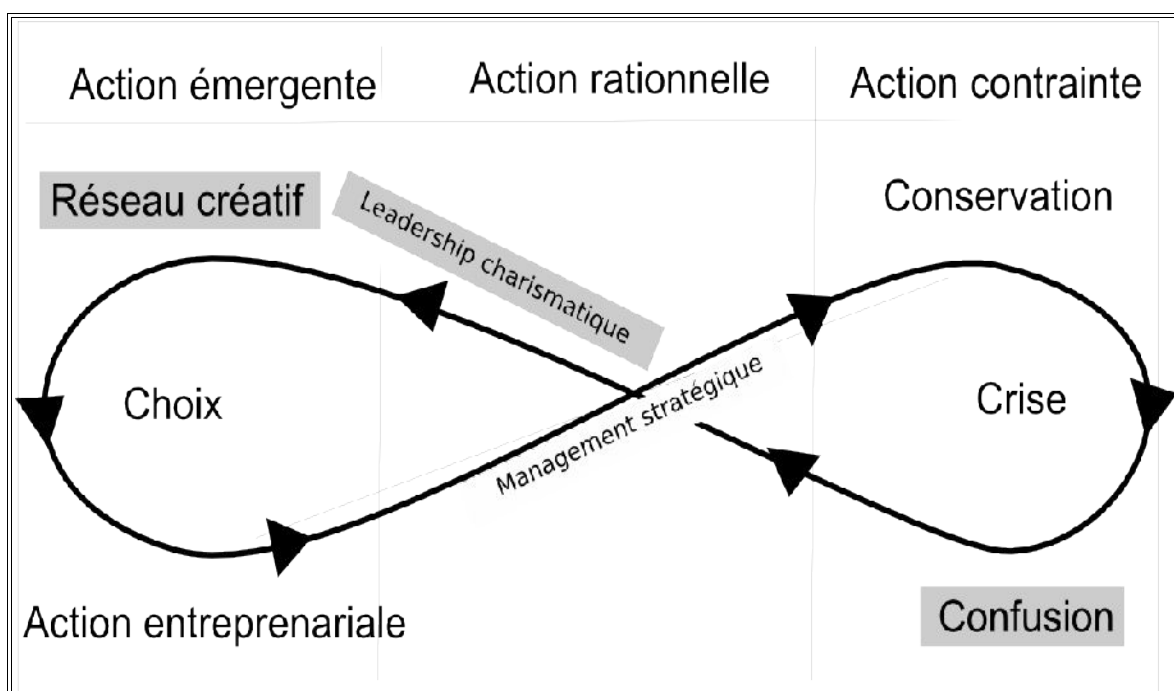 Action émergente
Action rationnelle
Action contrainte
Réseau créatif
Leadership charismatique
Conservation
Choix
Management stratégique
Crise
Action entreprenariale
Confusion